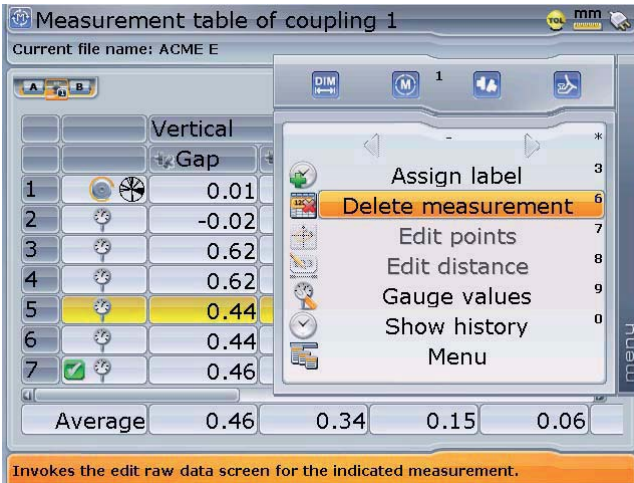 Measurement table of coupling 1
TOL mm
Current file name: ACME E
A B
DIM M 1
Vertical
Gap
- *
Assign label 3
Delete measurement 6
Edit points 7
Edit distance 8
Gauge values 9
Show history 0
Menu
1 0.01
2 -0.02
3 0.62
4 0.62
5 0.44
6 0.44
7 0.46
menu
Average 0.46 0.34 0.15 0.06
Invokes the edit raw data screen for the indicated measurement.